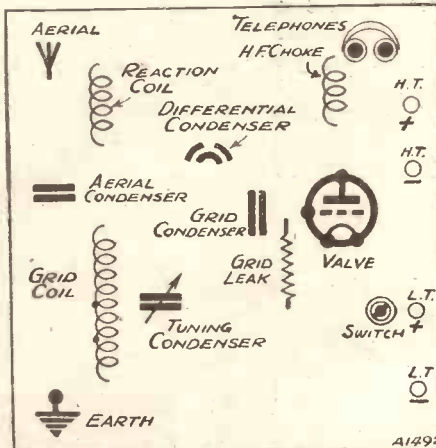 AERIAL
TELEPHONES
H.F. CHOKE
REACTION
COIL
H.T.
+
DIFFERENTIAL
CONDENSER
H.T.
–
AERIAL
CONDENSER
GRID
CONDENSER
GRID
LEAK
VALVE
GRID
COIL
TUNING
CONDENSER
SWITCH
L.T.
+
L.T
–
EARTH